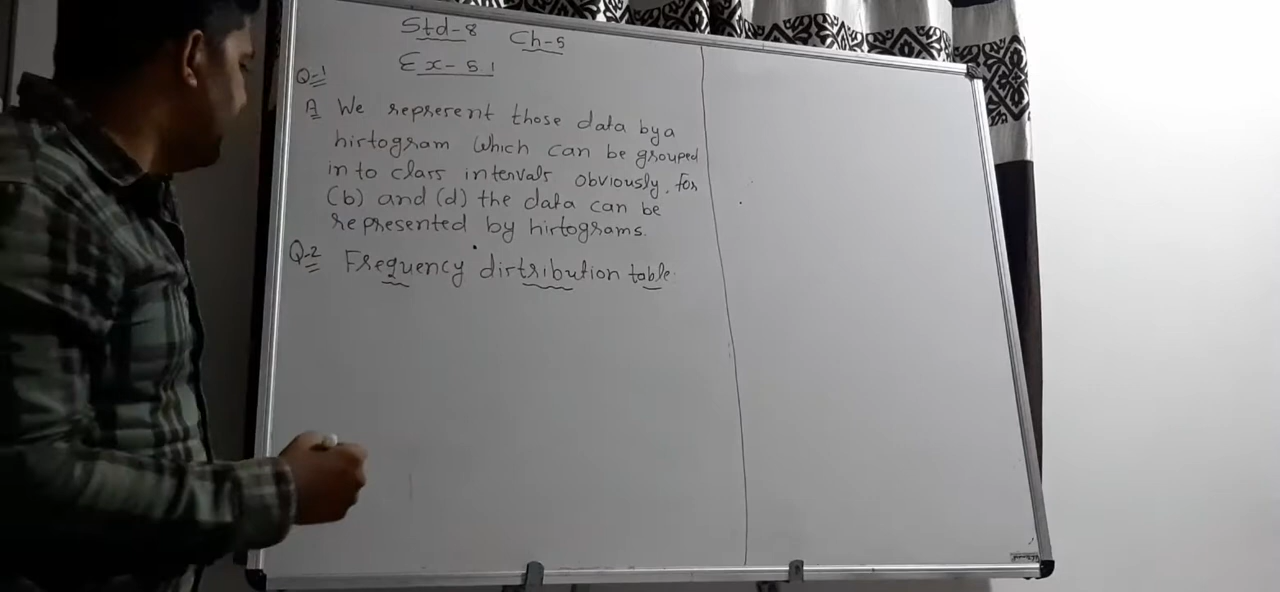 Std-8 Ch-5
Ex-5.1
Q-1
A We represent those data by a
histogram which can be grouped
in to class intervals obviously, for
(b) and (d) the data can be
represented by histograms.
Q-2 Frequency distribution table.